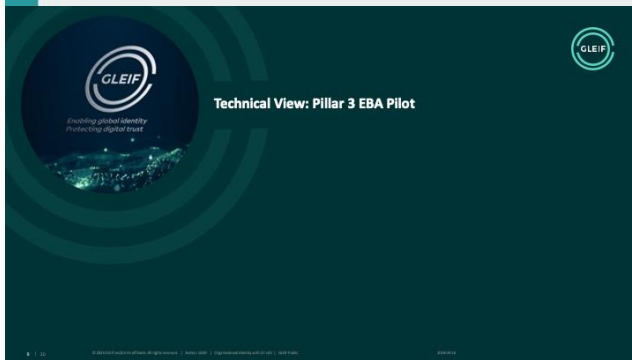 GLEIF
Enabling global identity
Protecting digital trust
GLEIF
Technical View: Pillar 3 EBA Pilot